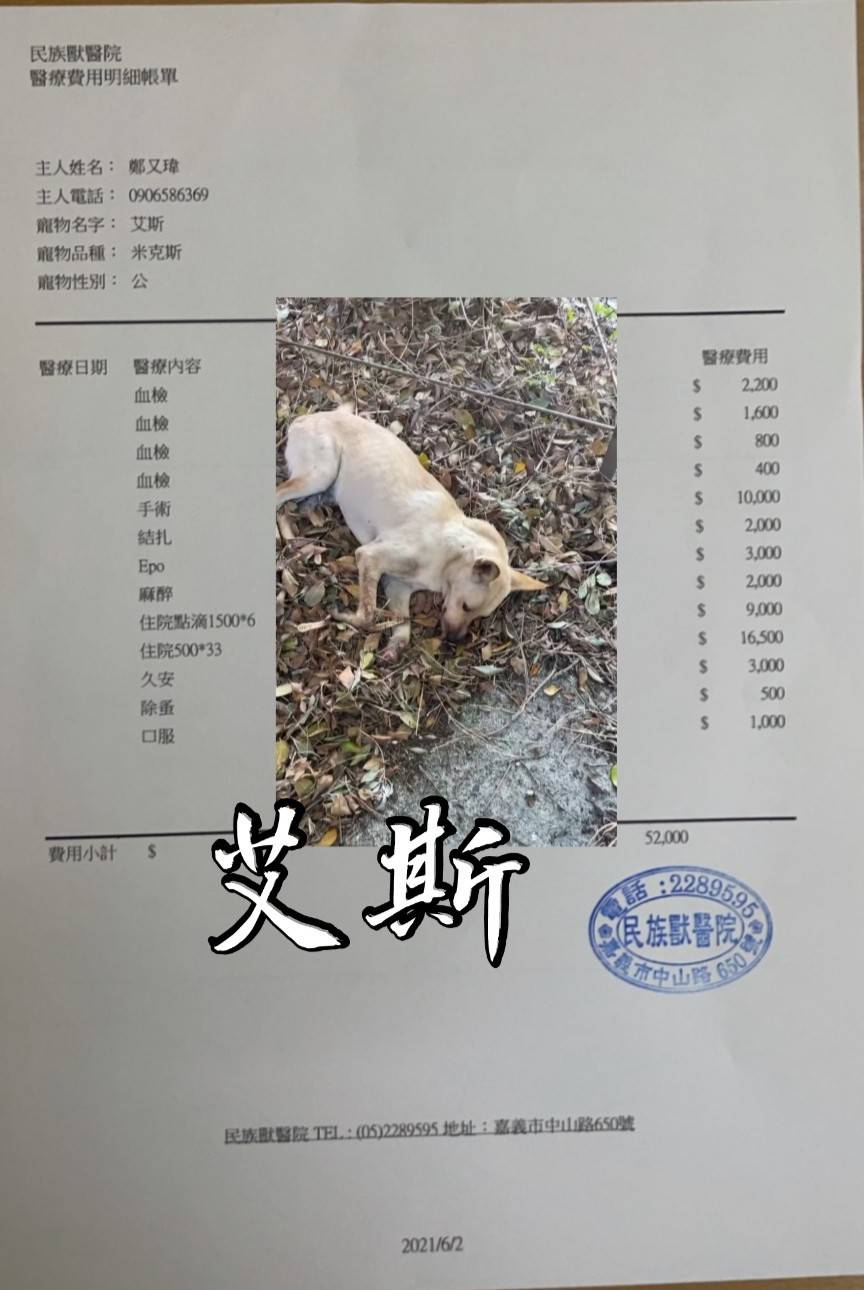 民族獸醫院
醫療費用明細帳單
主人姓名： 鄭又瑋
主人電話： 0906586369
寵物名字： 艾斯
寵物品種： 米克斯
寵物性別： 公
醫療日期 醫療內容 醫療費用
血檢 $ 2,200
血檢 $ 1,600
血檢 $ 800
血檢 $ 400
手術 $ 10,000
結扎 $ 2,000
Epo $ 3,000
麻醉 $ 2,000
住院點滴1500*6 $ 9,000
住院500*33 $ 16,500
久安 $ 3,000
除蚤 $ 500
口服 $ 1,000
費用小計 $ 52,000
艾斯
電話：2289595
民族獸醫院
嘉義市中山路650號
民族獸醫院 TEL : (05)2289595 地址：嘉義市中山路650號
2021/6/2